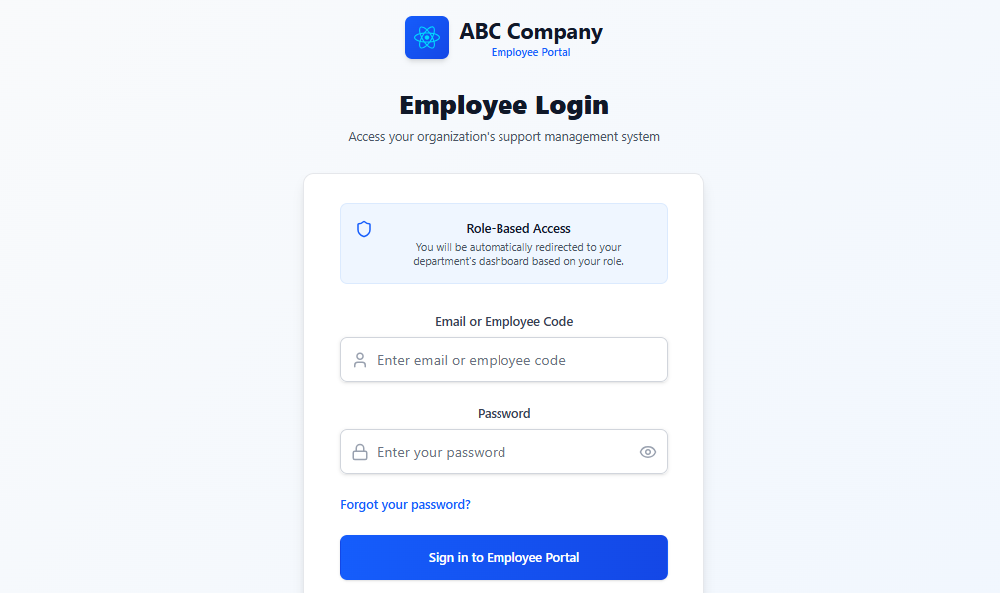 ABC Company
Employee Portal
Employee Login
Access your organization's support management system
Role-Based Access
You will be automatically redirected to your
department's dashboard based on your role.
Email or Employee Code
Enter email or employee code
Password
Enter your password
Forgot your password?
Sign in to Employee Portal